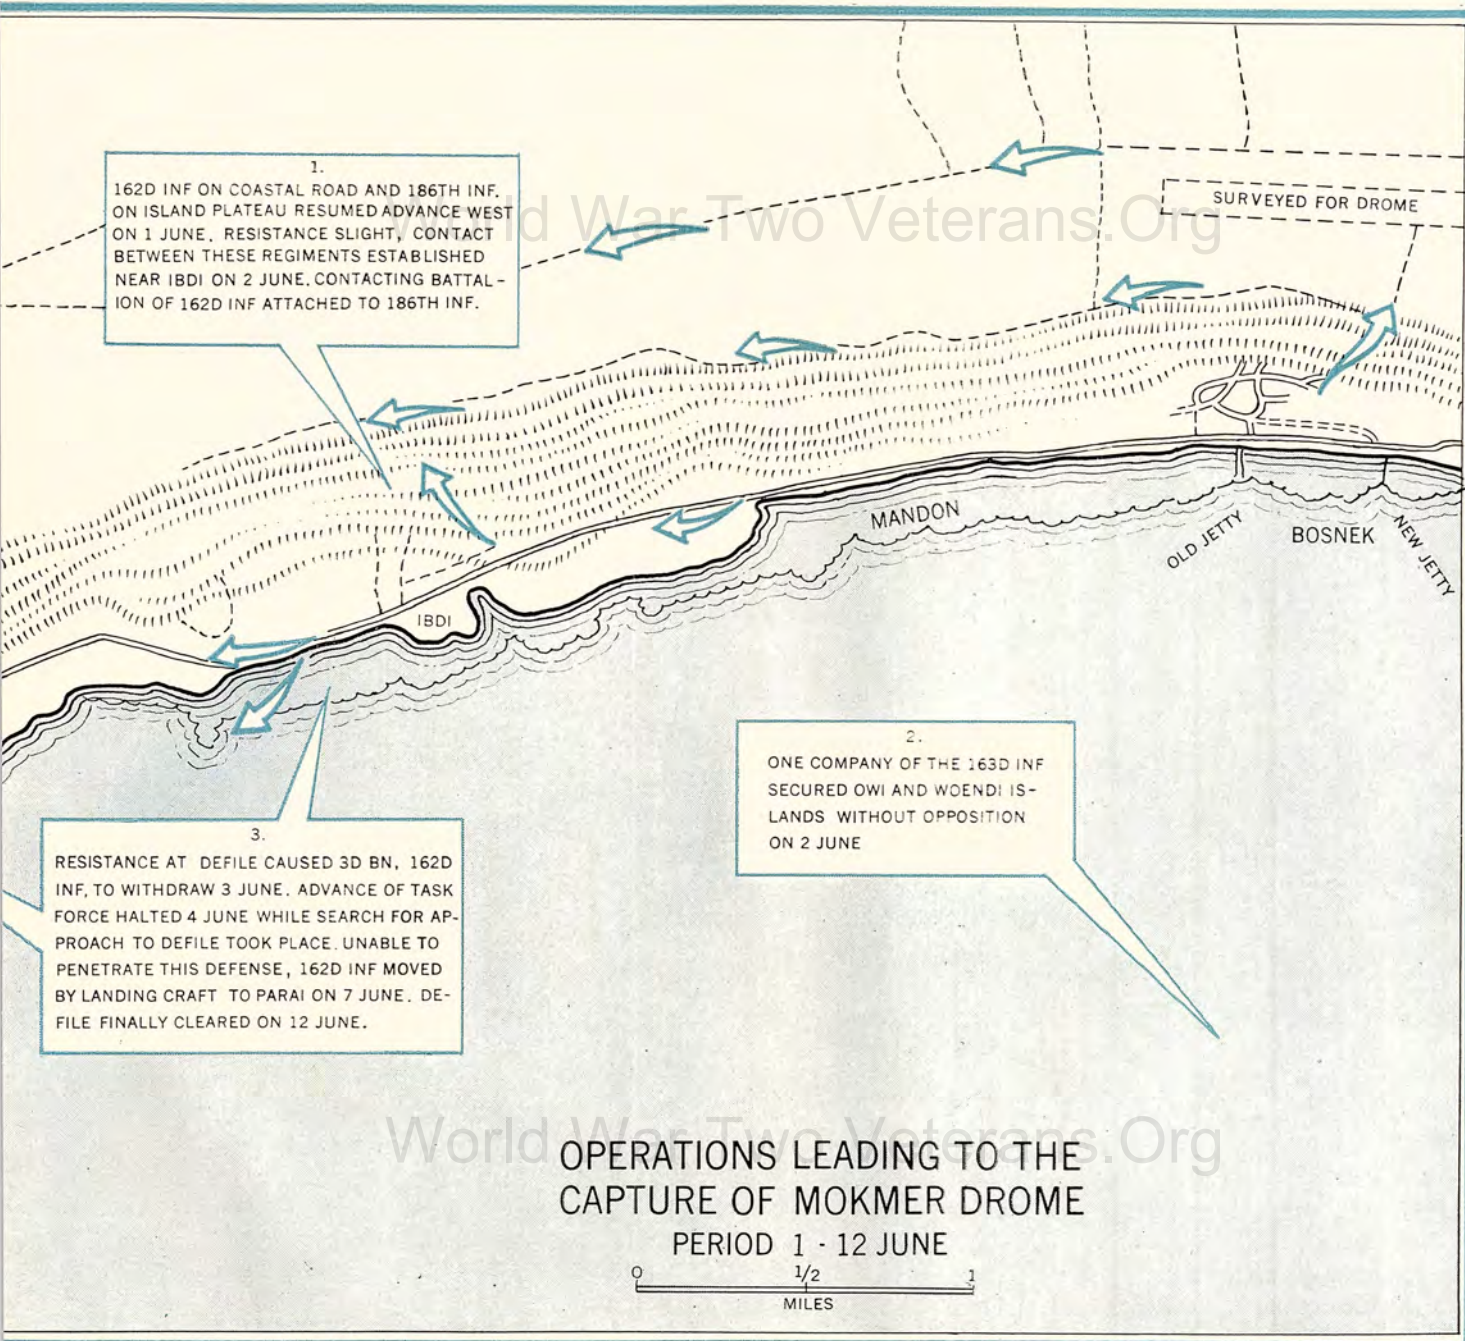 1.
162D INF ON COASTAL ROAD AND 186TH INF.
ON ISLAND PLATEAU RESUMED ADVANCE WEST
ON 1 JUNE. RESISTANCE SLIGHT, CONTACT
BETWEEN THESE REGIMENTS ESTABLISHED
NEAR IBDI ON 2 JUNE. CONTACTING BATTAL-
ION OF 162D INF ATTACHED TO 186TH INF.
World War Two Veterans.Org
SURVEYED FOR DROME
MANDON
OLD JETTY
BOSNEK
NEW JETTY
IBDI
2.
ONE COMPANY OF THE 163D INF
SECURED OWI AND WOENDI IS-
LANDS WITHOUT OPPOSITION
ON 2 JUNE
3.
RESISTANCE AT DEFILE CAUSED 3D BN, 162D
INF, TO WITHDRAW 3 JUNE. ADVANCE OF TASK
FORCE HALTED 4 JUNE WHILE SEARCH FOR AP-
PROACH TO DEFILE TOOK PLACE. UNABLE TO
PENETRATE THIS DEFENSE, 162D INF MOVED
BY LANDING CRAFT TO PARAI ON 7 JUNE. DE-
FILE FINALLY CLEARED ON 12 JUNE.
World War Two Veterans.Org
OPERATIONS LEADING TO THE
CAPTURE OF MOKMER DROME
PERIOD 1 - 12 JUNE
0 1/2 1
MILES